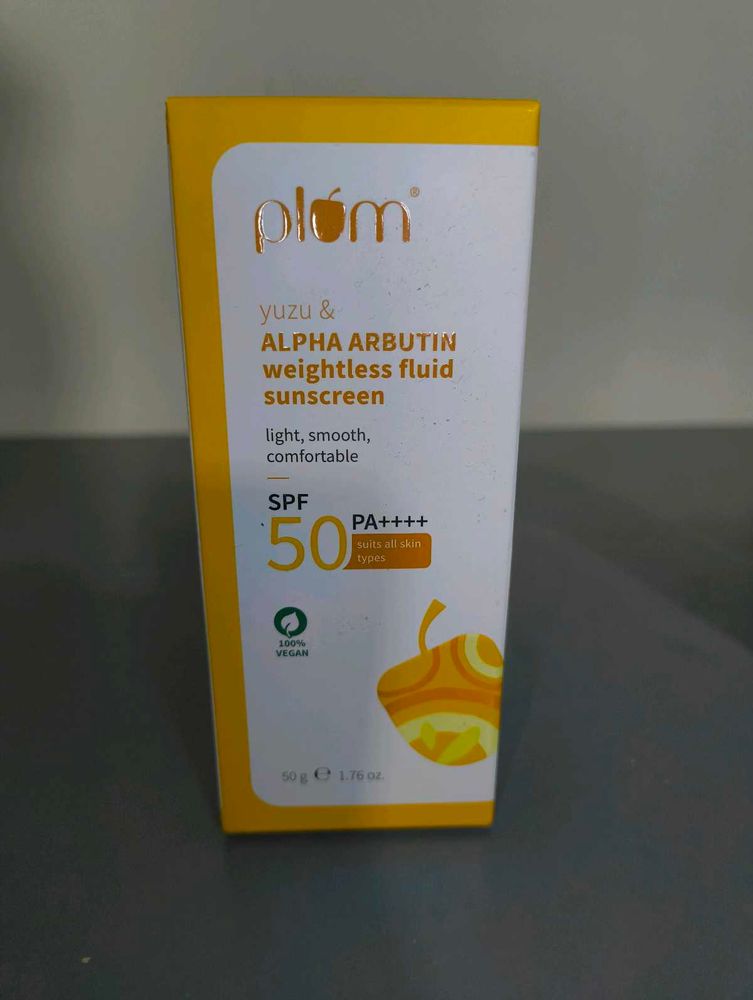 plum®
yuzu &
ALPHA ARBUTIN
weightless fluid
sunscreen
light, smooth,
comfortable
SPF
50 PA++++
suits all skin
types
100%
VEGAN
50 g ℮ 1.76 oz.